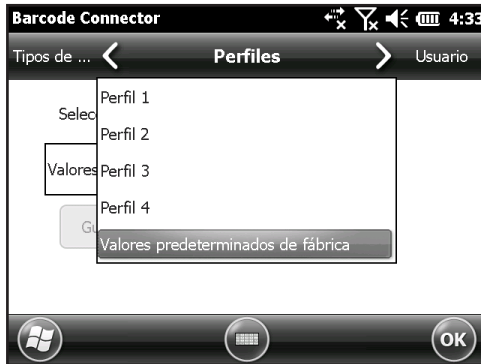 Barcode Connector 4:33
Tipos de ... Perfiles Usuario
Selec
Perfil 1
Perfil 2
Valores
Perfil 3
Perfil 4
Gu
Valores predeterminados de fábrica
OK